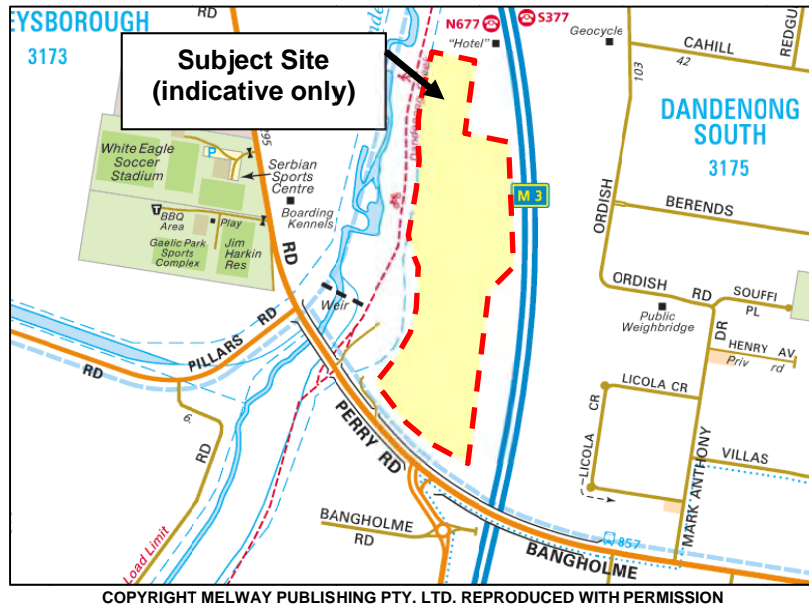 EYSBOROUGH
3173
RD
Subject Site
(indicative only)
N677
S377
"Hotel"
Geocycle
CAHILL
42
REDGU
103
DANDENONG
SOUTH
3175
White Eagle
Soccer
Stadium
P
995
Serbian
Sports
Centre
Boarding
Kennels
BBQ
Area
Play
Gaelic Park
Sports
Complex
Jim
Harkin
Res
RD
M 3
ORDISH
BERENDS
ORDISH
RD
SOUFFI
PL
Public
Weighbridge
DR
HENRY AV
Priv rd
Weir
PILLARS RD
RD
6
RD
PERRY RD
LICOLA CR
CR
LICOLA
VILLAS
MARK ANTHONY
BANGHOLME
RD
857
BANGHOLME
Load Limit
COPYRIGHT MELWAY PUBLISHING PTY. LTD. REPRODUCED WITH PERMISSION